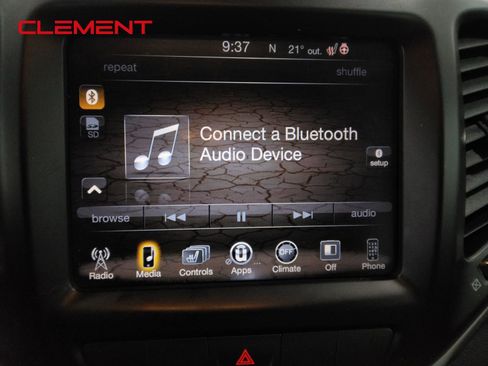 CLEMENT
9:37 N 21° out.
repeat shuffle
SD
Connect a Bluetooth
Audio Device
setup
browse audio
OFF
Radio Media Controls Apps ... Climate Off Phone